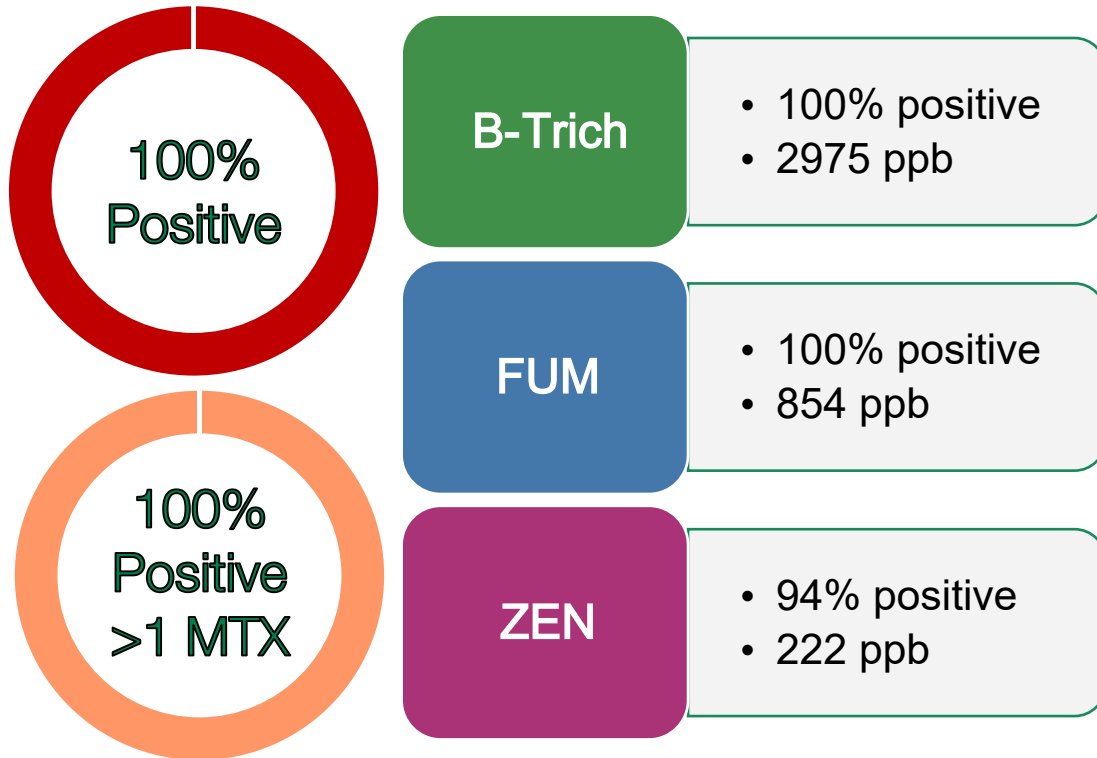 100%
Positive
100%
Positive
>1 MTX
B-Trich
• 100% positive
• 2975 ppb
FUM
• 100% positive
• 854 ppb
ZEN
• 94% positive
• 222 ppb